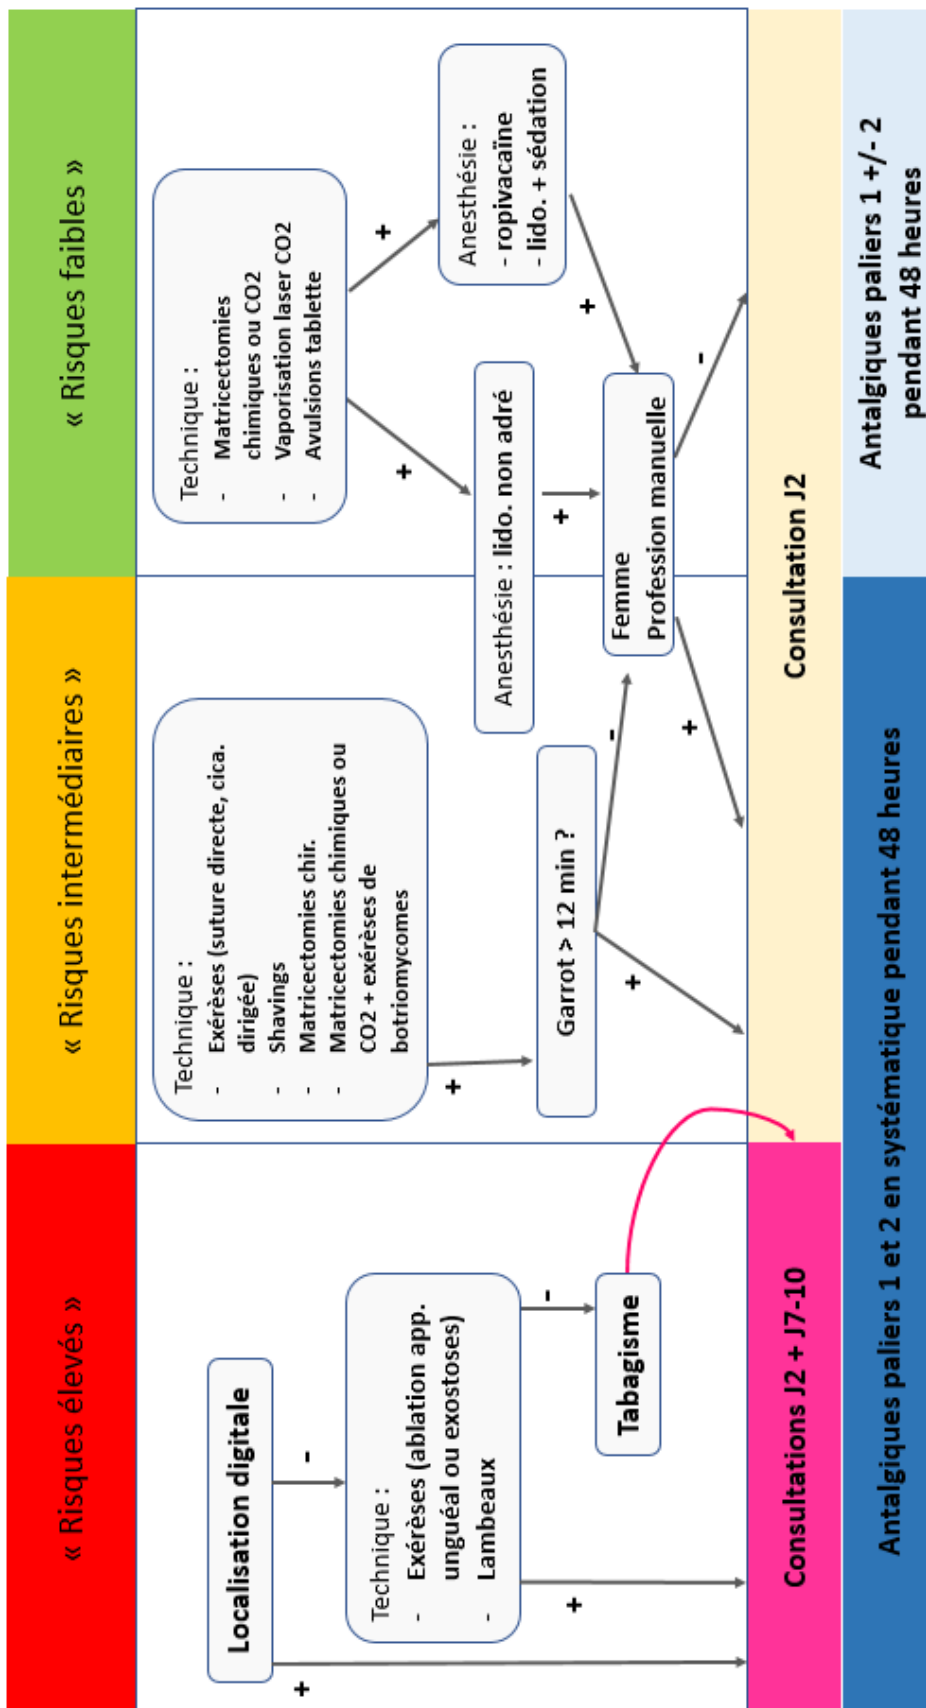 « Risques élevés »
« Risques intermédiaires »
« Risques faibles »
Localisation digitale
+
-
Technique :
- Exérèses (ablation app.
unguéal ou exostoses)
- Lambeaux
+
-
Tabagisme
Technique :
- Exérèses (suture directe, cica.
dirigée)
- Shavings
- Matricectomies chir.
- Matricectomies chimiques ou
CO2 + exérèses de
botriomycomes
+
Garrot > 12 min ?
+
-
Technique :
- Matricectomies
chimiques ou CO2
- Vaporisation laser CO2
- Avulsions tablette
+
+
Anesthésie : lido. non adré
+
Anesthésie :
- ropivacaïne
- lido. + sédation
+
Femme
Profession manuelle
+
-
Consultations J2 + J7-10
Consultation J2
Antalgiques paliers 1 et 2 en systématique pendant 48 heures
Antalgiques paliers 1 +/- 2
pendant 48 heures